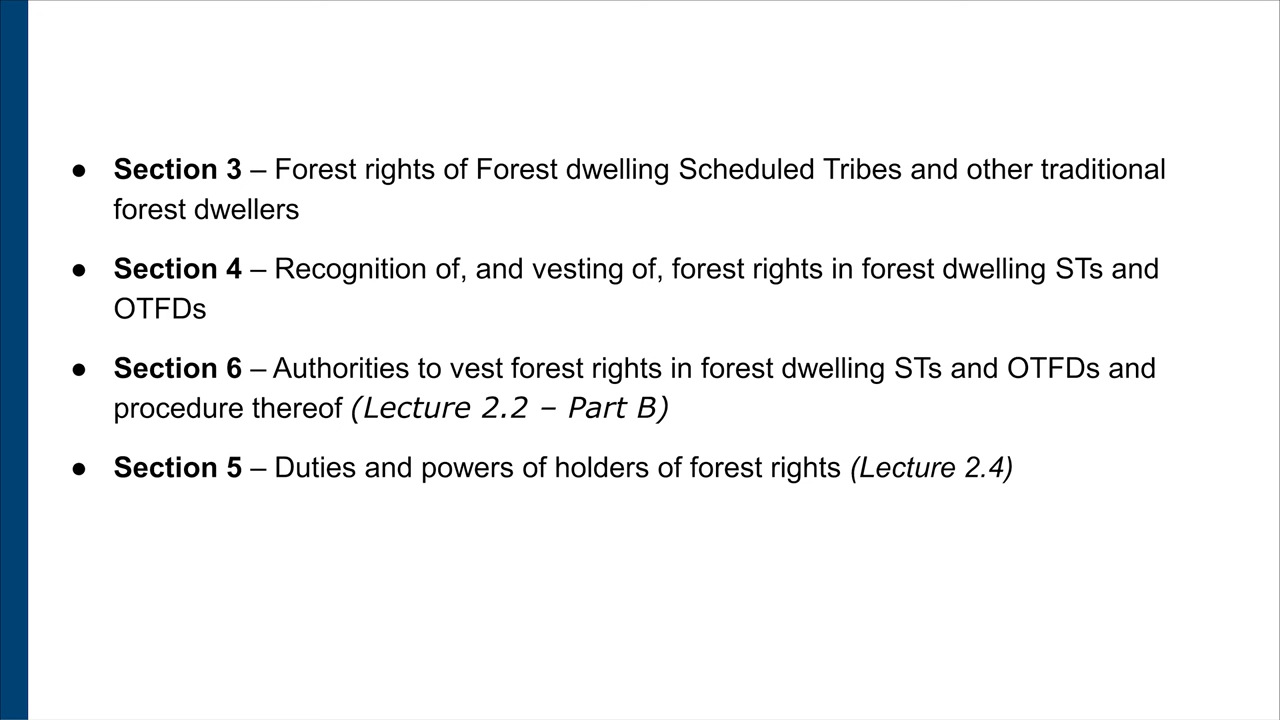 ● Section 3 – Forest rights of Forest dwelling Scheduled Tribes and other traditional
forest dwellers
● Section 4 – Recognition of, and vesting of, forest rights in forest dwelling STs and
OTFDs
● Section 6 – Authorities to vest forest rights in forest dwelling STs and OTFDs and
procedure thereof (Lecture 2.2 – Part B)
● Section 5 – Duties and powers of holders of forest rights (Lecture 2.4)